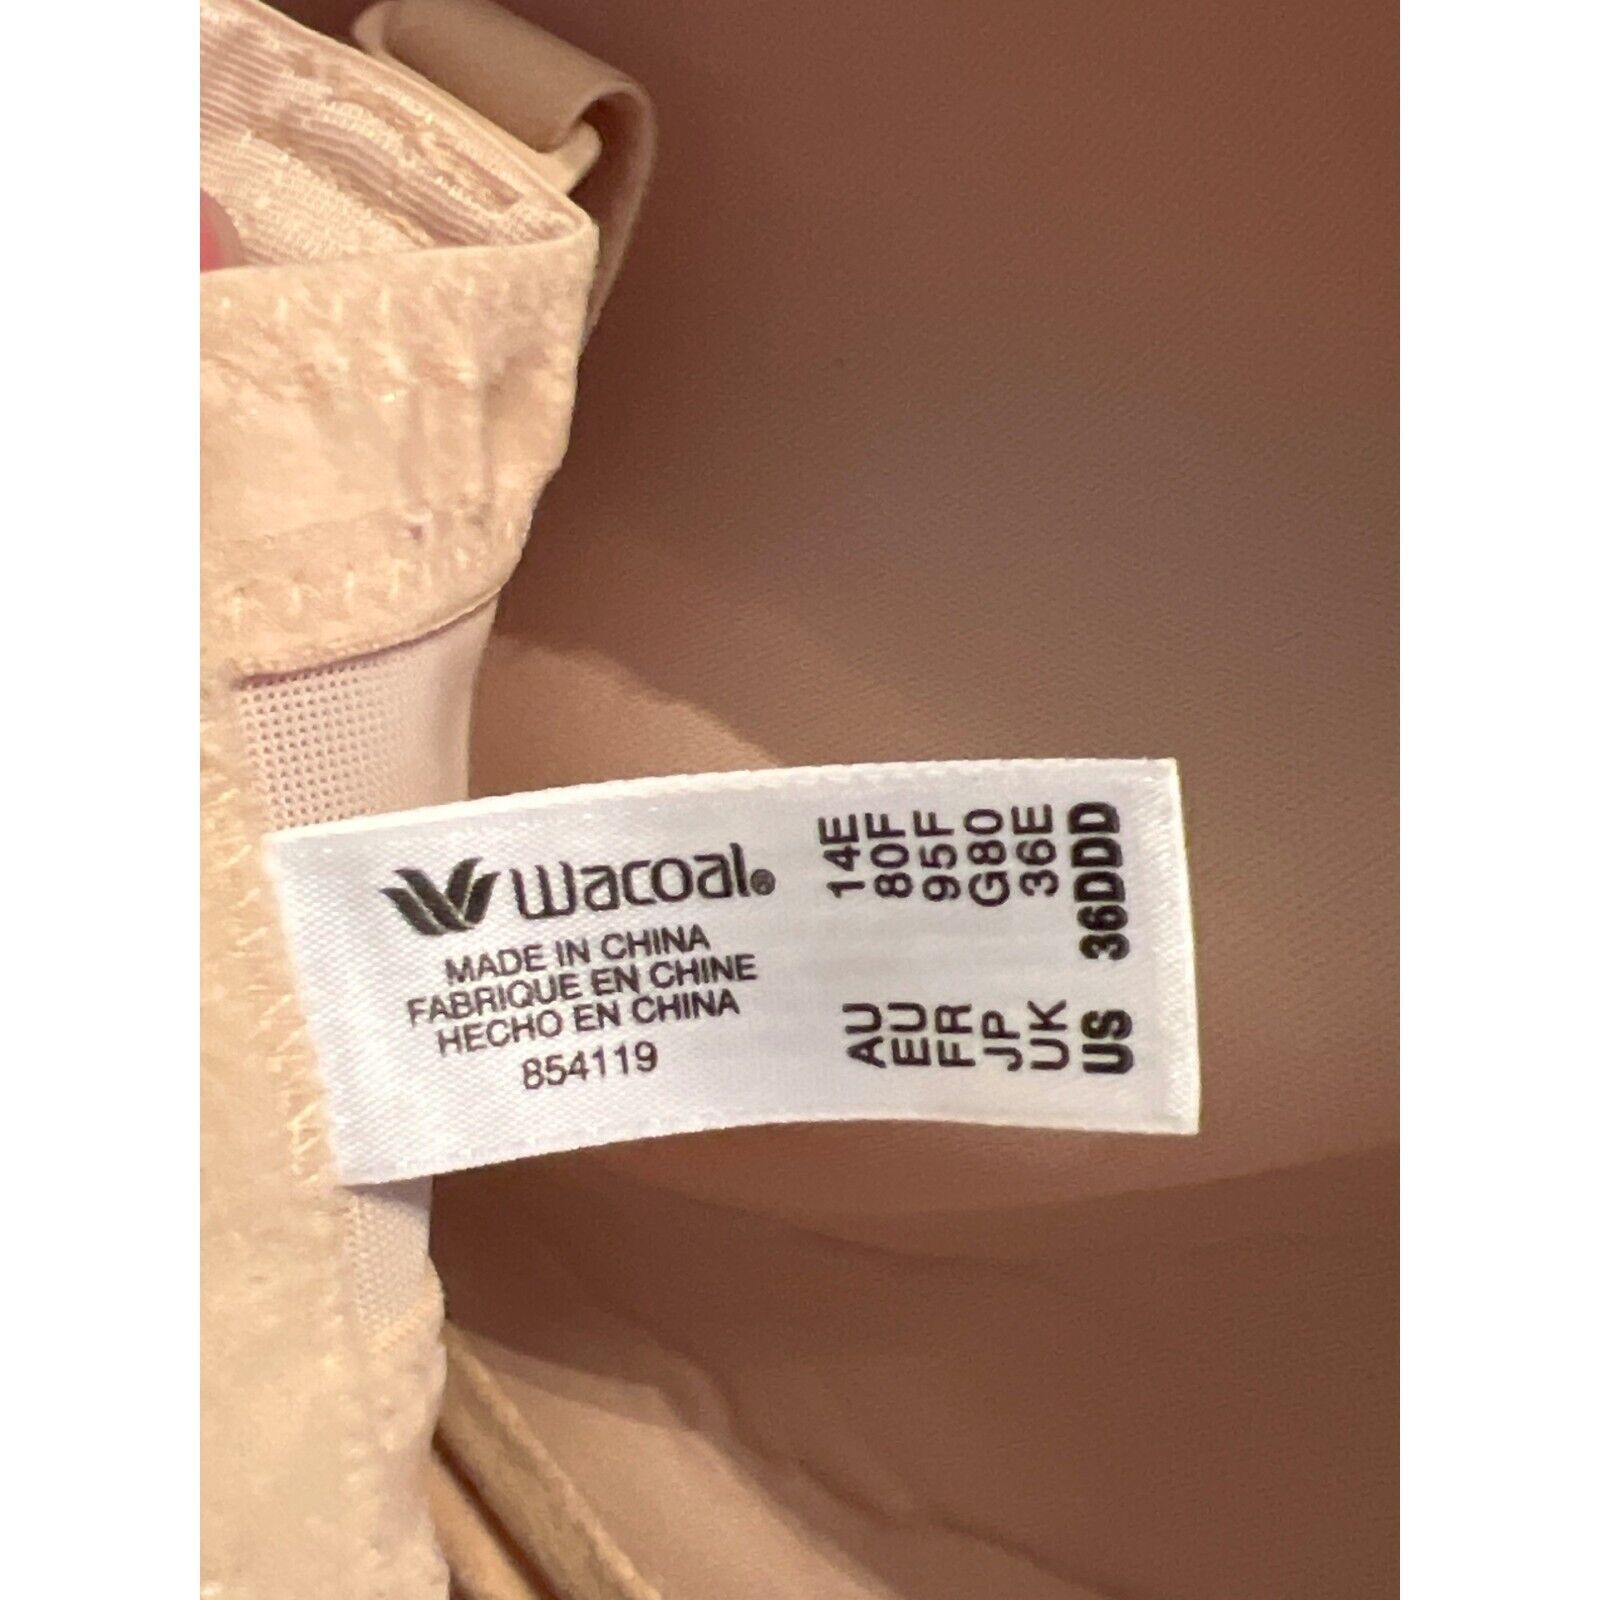 wacoal®
MADE IN CHINA
FABRIQUE EN CHINE
HECHO EN CHINA
854119
AU 14E
EU 80F
FR 95F
JP G80
UK 36E
US 36DDD